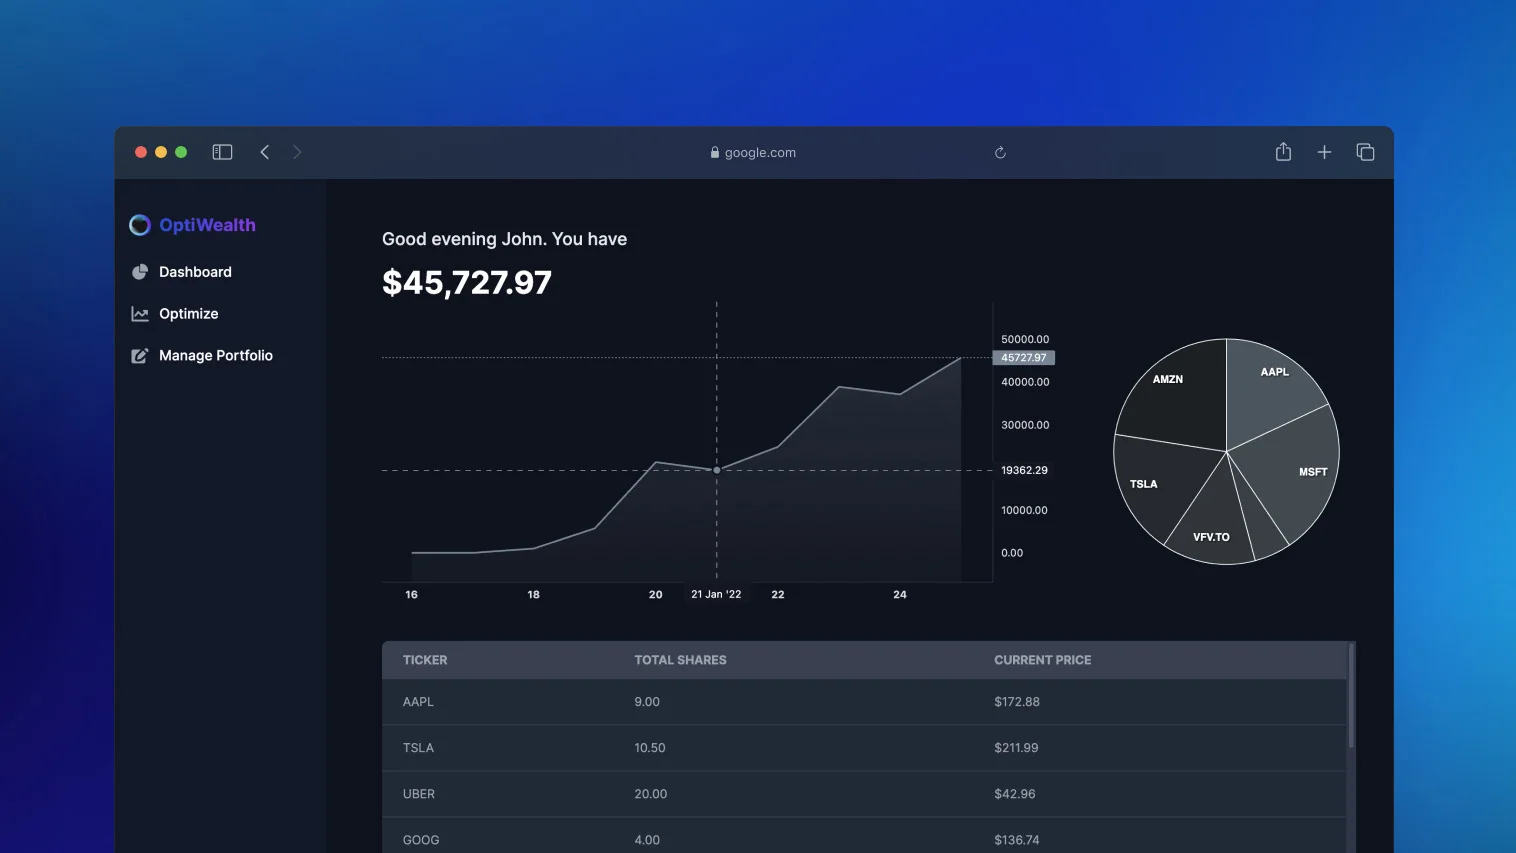 google.com
OptiWealth
Dashboard
Optimize
Manage Portfolio
Good evening John. You have
$45,727.97
50000.00
45727.97
40000.00
30000.00
19362.29
10000.00
0.00
16 18 20 21 Jan '22 22 24
AMZN
AAPL
MSFT
TSLA
VFV.TO
TICKER TOTAL SHARES CURRENT PRICE
AAPL 9.00 $172.88
TSLA 10.50 $211.99
UBER 20.00 $42.96
GOOG 4.00 $136.74